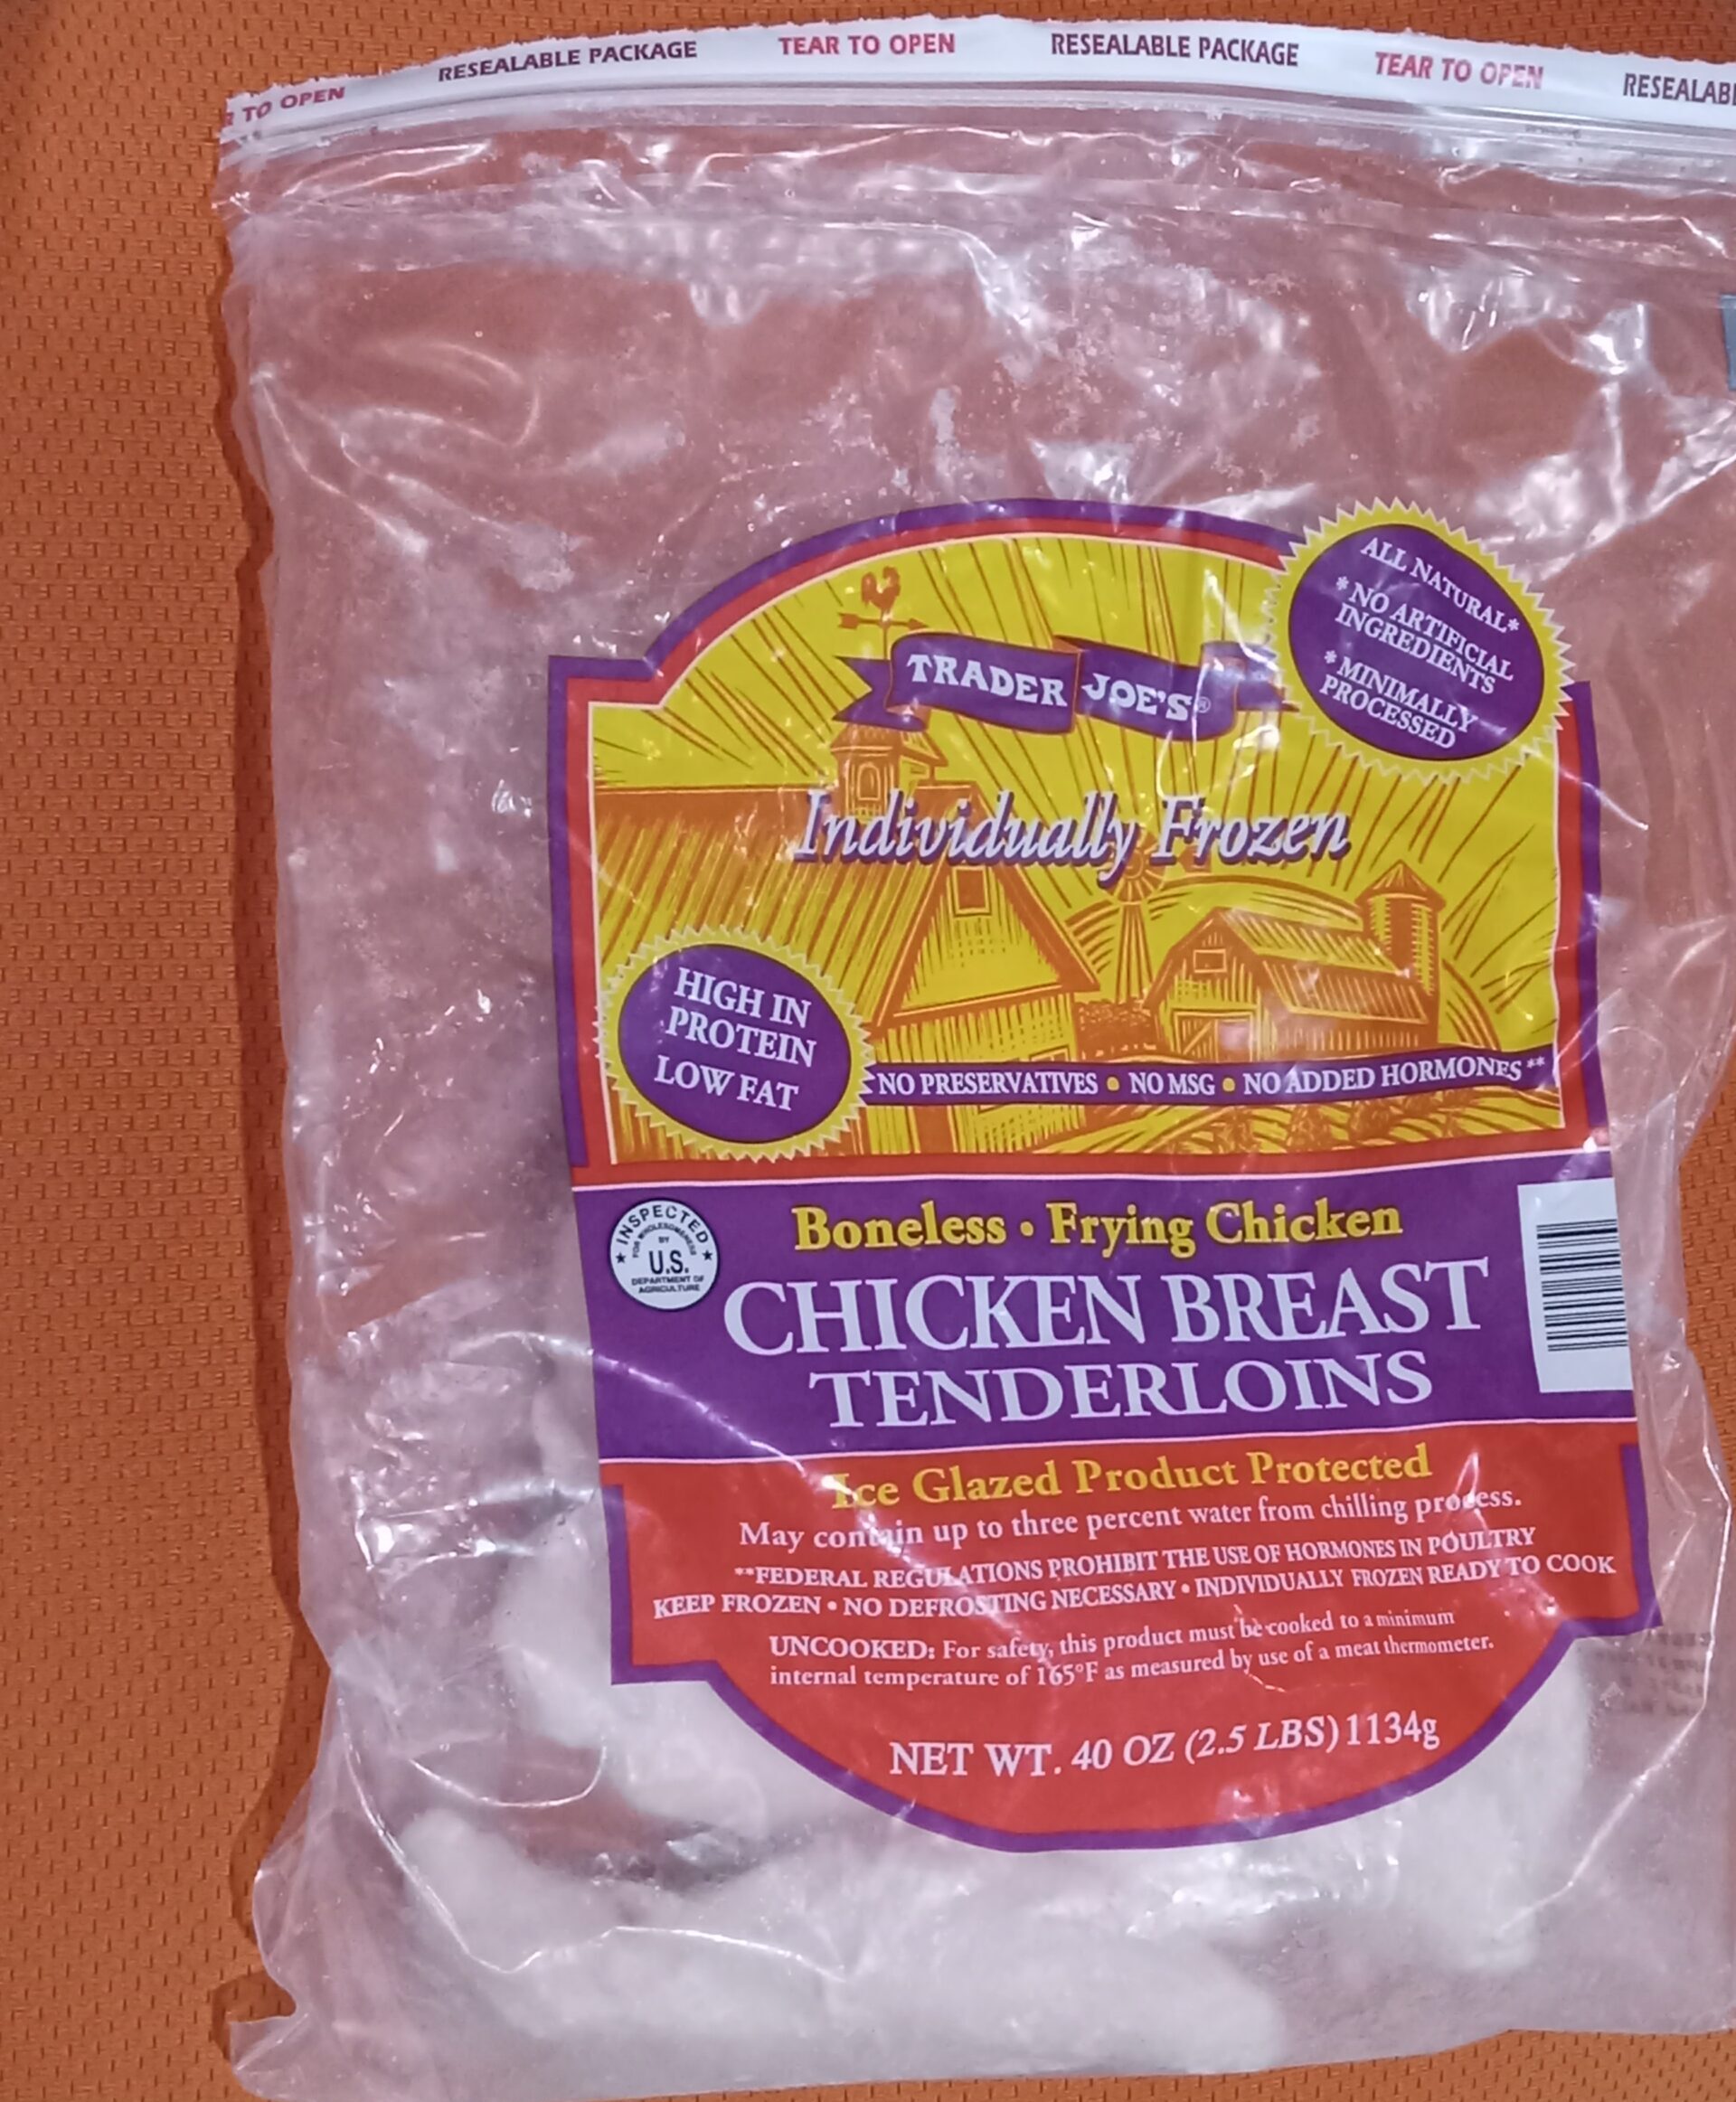 TO OPEN RESEALABLE PACKAGE TEAR TO OPEN RESEALABLE PACKAGE TEAR TO OPEN
ALL NATURAL*
* NO ARTIFICIAL
INGREDIENTS
* MINIMALLY
PROCESSED
TRADER JOE'S®
Individually Frozen
HIGH IN
PROTEIN
LOW FAT
NO PRESERVATIVES • NO MSG • NO ADDED HORMONES**
INSPECTED
FOR WHOLESOMENESS
BY
U.S.
DEPARTMENT OF
AGRICULTURE
Boneless • Frying Chicken
CHICKEN BREAST
TENDERLOINS
Ice Glazed Product Protected
May contain up to three percent water from chilling process.
**FEDERAL REGULATIONS PROHIBIT THE USE OF HORMONES IN POULTRY
KEEP FROZEN • NO DEFROSTING NECESSARY • INDIVIDUALLY FROZEN READY TO COOK
UNCOOKED: For safety, this product must be cooked to a minimum
internal temperature of 165°F as measured by use of a meat thermometer.
NET WT. 40 OZ (2.5 LBS) 1134g